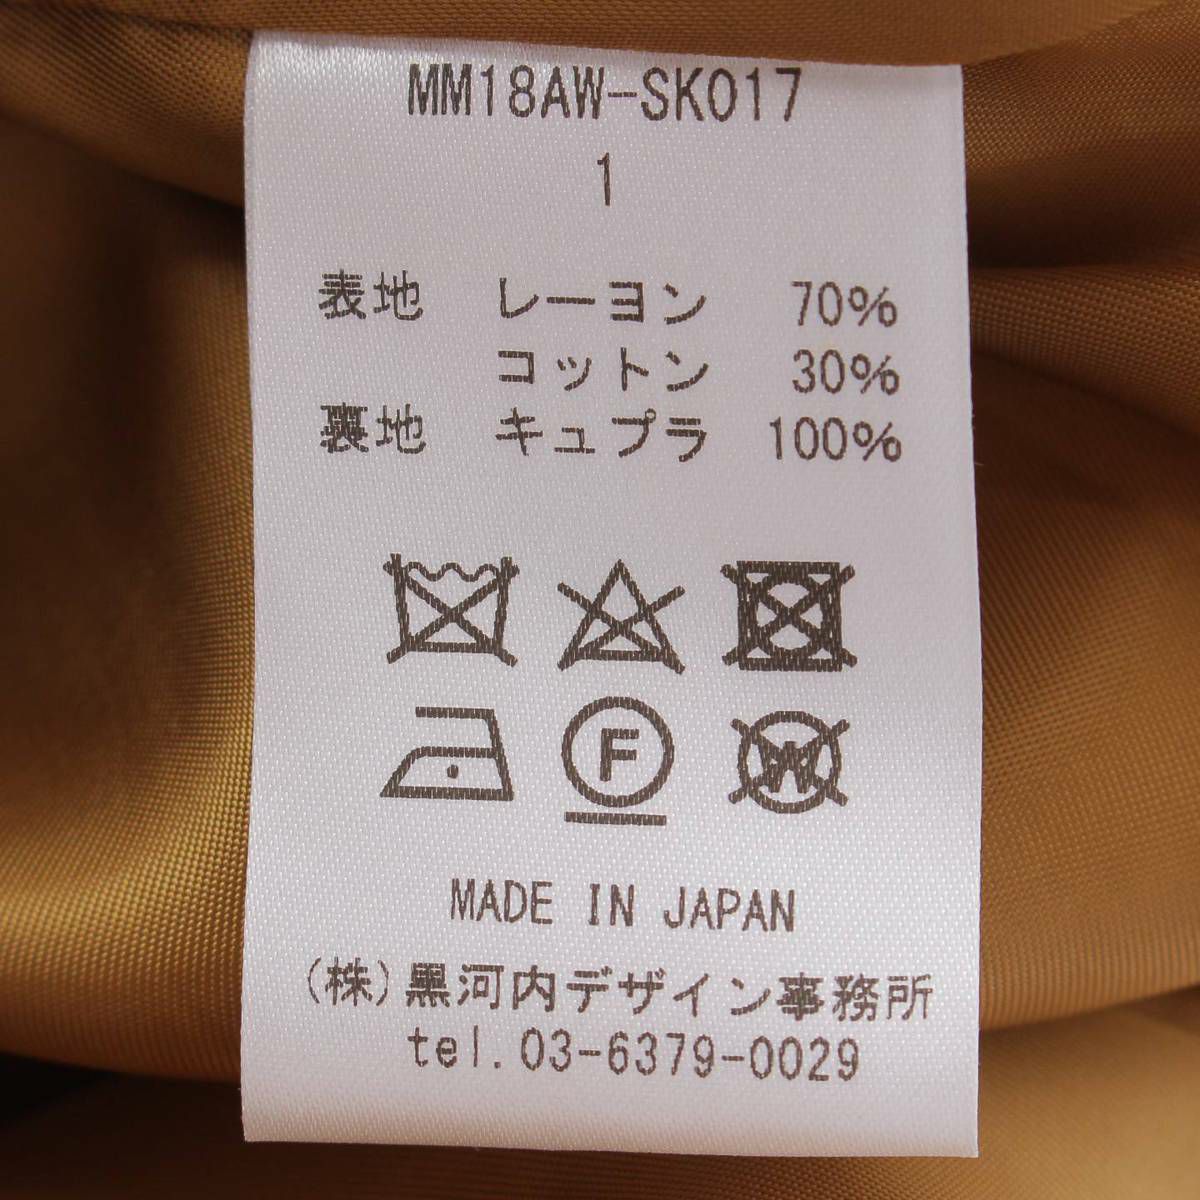 MM18AW-SK017
1
表地 レーヨン 70%
コットン 30%
裏地 キュプラ 100%
F
W
MADE IN JAPAN
(株)黒河内デザイン事務所
tel.03-6379-0029